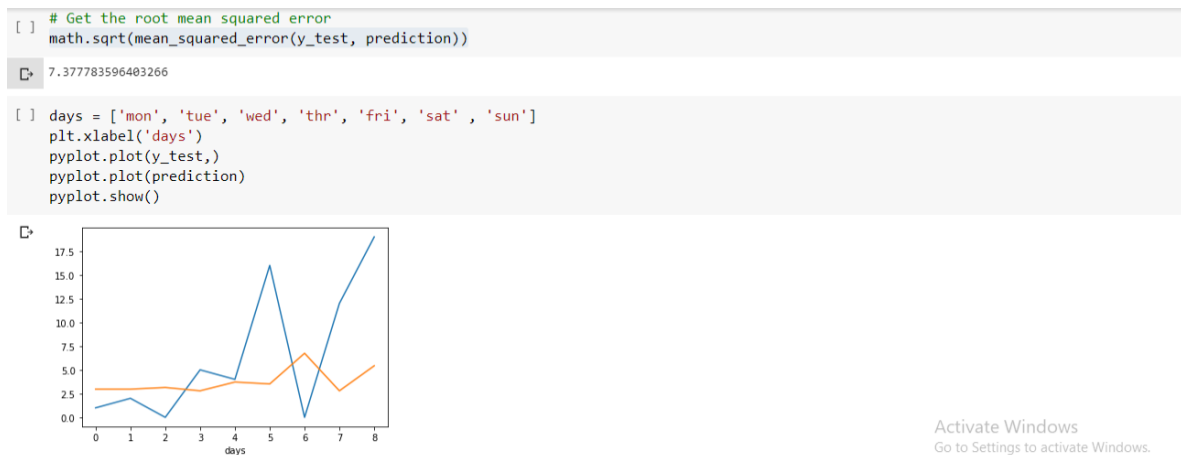 [ ] # Get the root mean squared error
math.sqrt(mean_squared_error(y_test, prediction))
7.377783596403266
[ ] days = ['mon', 'tue', 'wed', 'thr', 'fri', 'sat' , 'sun']
plt.xlabel('days')
pyplot.plot(y_test,)
pyplot.plot(prediction)
pyplot.show()
17.5
15.0
12.5
10.0
7.5
5.0
2.5
0.0
0 1 2 3 4 5 6 7 8
days
Activate Windows
Go to Settings to activate Windows.